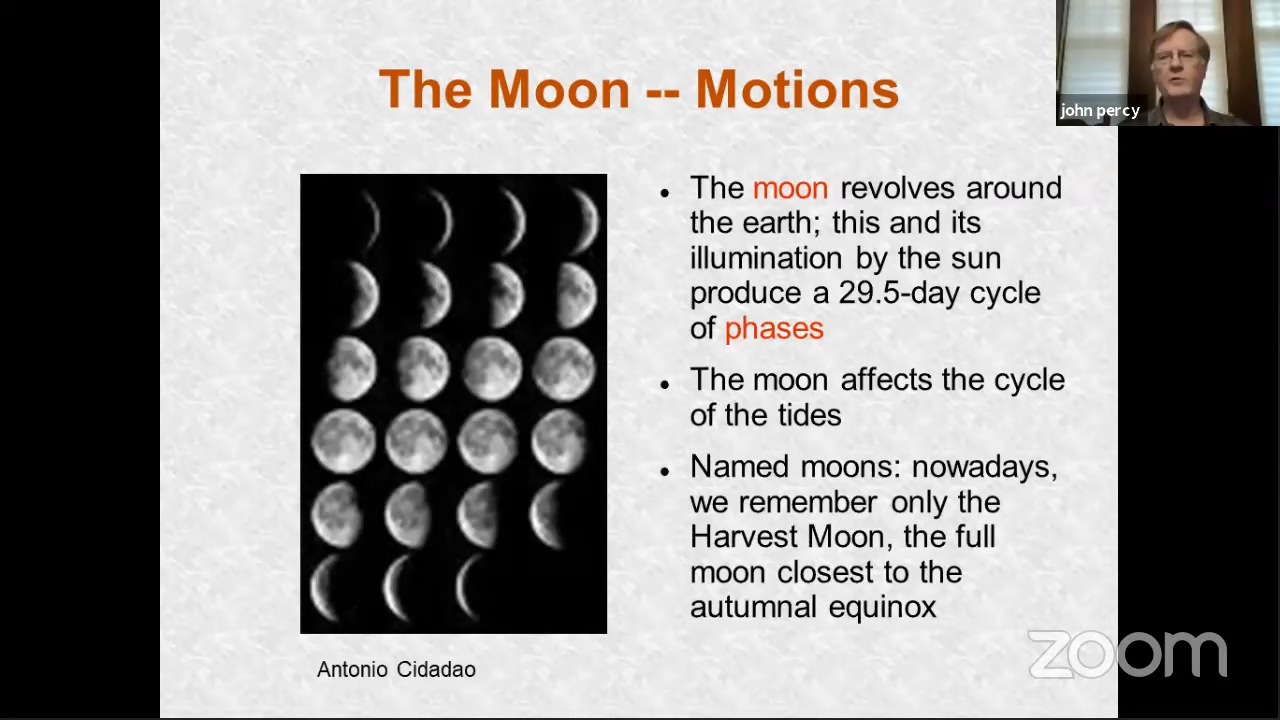 The Moon -- Motions
john percy
• The moon revolves around
the earth; this and its
illumination by the sun
produce a 29.5-day cycle
of phases
• The moon affects the cycle
of the tides
• Named moons: nowadays,
we remember only the
Harvest Moon, the full
moon closest to the
autumnal equinox
Antonio Cidadao
zoom